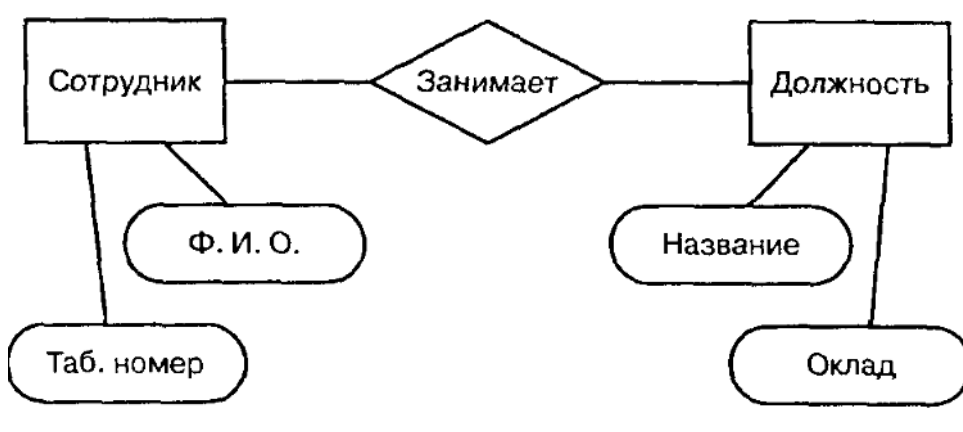 Сотрудник
Занимает
Должность
Ф. И. О.
Название
Таб. номер
Оклад